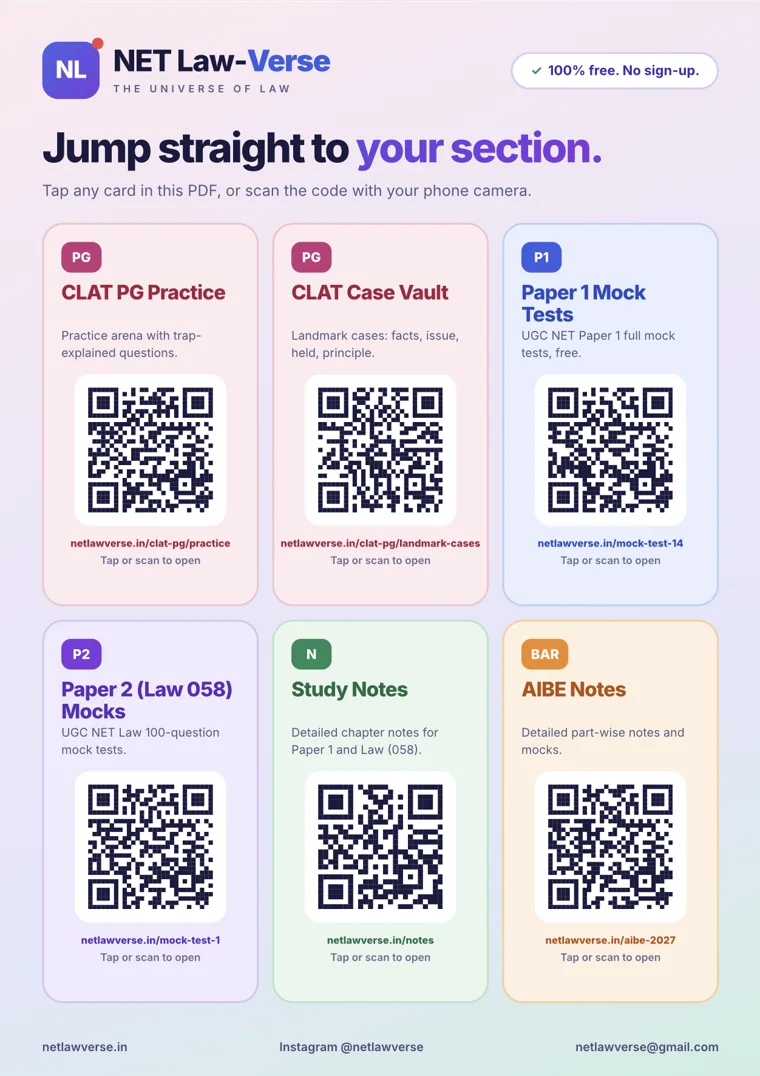 NL
NET Law-Verse
THE UNIVERSE OF LAW
✓ 100% free. No sign-up.
Jump straight to your section.
Tap any card in this PDF, or scan the code with your phone camera.
PG
CLAT PG Practice
Practice arena with trap-
explained questions.
netlawverse.in/clat-pg/practice
Tap or scan to open
PG
CLAT Case Vault
Landmark cases: facts, issue,
held, principle.
netlawverse.in/clat-pg/landmark-cases
Tap or scan to open
P1
Paper 1 Mock
Tests
UGC NET Paper 1 full mock
tests, free.
netlawverse.in/mock-test-14
Tap or scan to open
P2
Paper 2 (Law 058)
Mocks
UGC NET Law 100-question
mock tests.
netlawverse.in/mock-test-1
Tap or scan to open
N
Study Notes
Detailed chapter notes for
Paper 1 and Law (058).
netlawverse.in/notes
Tap or scan to open
BAR
AIBE Notes
Detailed part-wise notes and
mocks.
netlawverse.in/aibe-2027
Tap or scan to open
netlawverse.in
Instagram @netlawverse
netlawverse@gmail.com